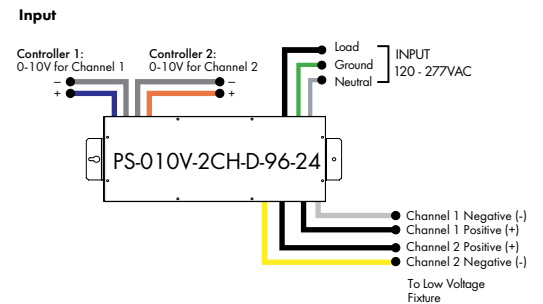 Input
Controller 1:
0-10V for Channel 1
–
+
Controller 2:
0-10V for Channel 2
–
+
Load
Ground
Neutral
INPUT
120 - 277VAC
PS-010V-2CH-D-96-24
Channel 1 Negative (-)
Channel 1 Positive (+)
Channel 2 Positive (+)
Channel 2 Negative (-)
To Low Voltage
Fixture